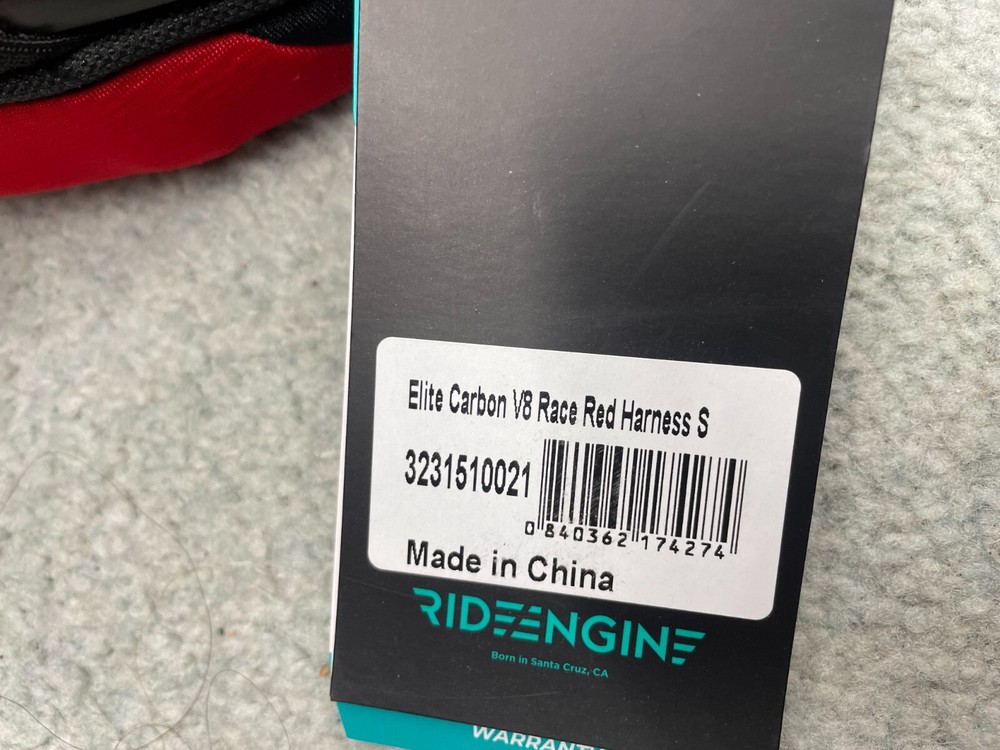 Elite Carbon V8 Race Red Harness S
3231510021
0 840362 174274
Made in China
RIDEENGINE
Born in Santa Cruz, CA